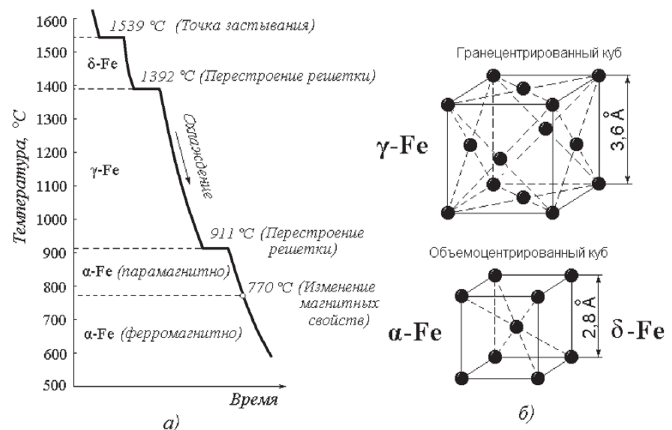 1600
1539 °C (Точка застывания)
1500
δ-Fe
1392 °C (Перестроение решетки)
1400
1300
1200
γ-Fe
Охлаждение
1100
1000
911 °C (Перестроение
решетки)
900
α-Fe (парамагнитно)
800
770 °C (Изменение
магнитных
свойств)
700
α-Fe (ферромагнитно)
600
500
Температура, °C
Время
а)
Гранецентрированный куб
γ-Fe
3,6 Å
Объемоцентрированный куб
α-Fe
2,8 Å
δ-Fe
б)